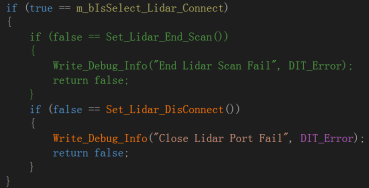 if (true == m_bIsSelect_Lidar_Connect)
{
    if (false == Set_Lidar_End_Scan())
    {
        Write_Debug_Info("End Lidar Scan Fail", DIT_Error);
        return false;
    }
    if (false == Set_Lidar_DisConnect())
    {
        Write_Debug_Info("Close Lidar Port Fail", DIT_Error);
        return false;
    }
}